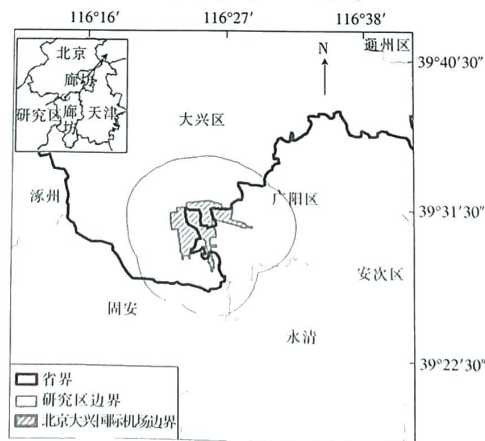 116°16′ 116°27′ 116°38′
通州区
北京
廊坊
研究区
廊坊
天津
N
39°40′30″
大兴区
涿州
广阳区
39°31′30″
安次区
固安
永清
39°22′30″
省界
研究区边界
北京大兴国际机场边界